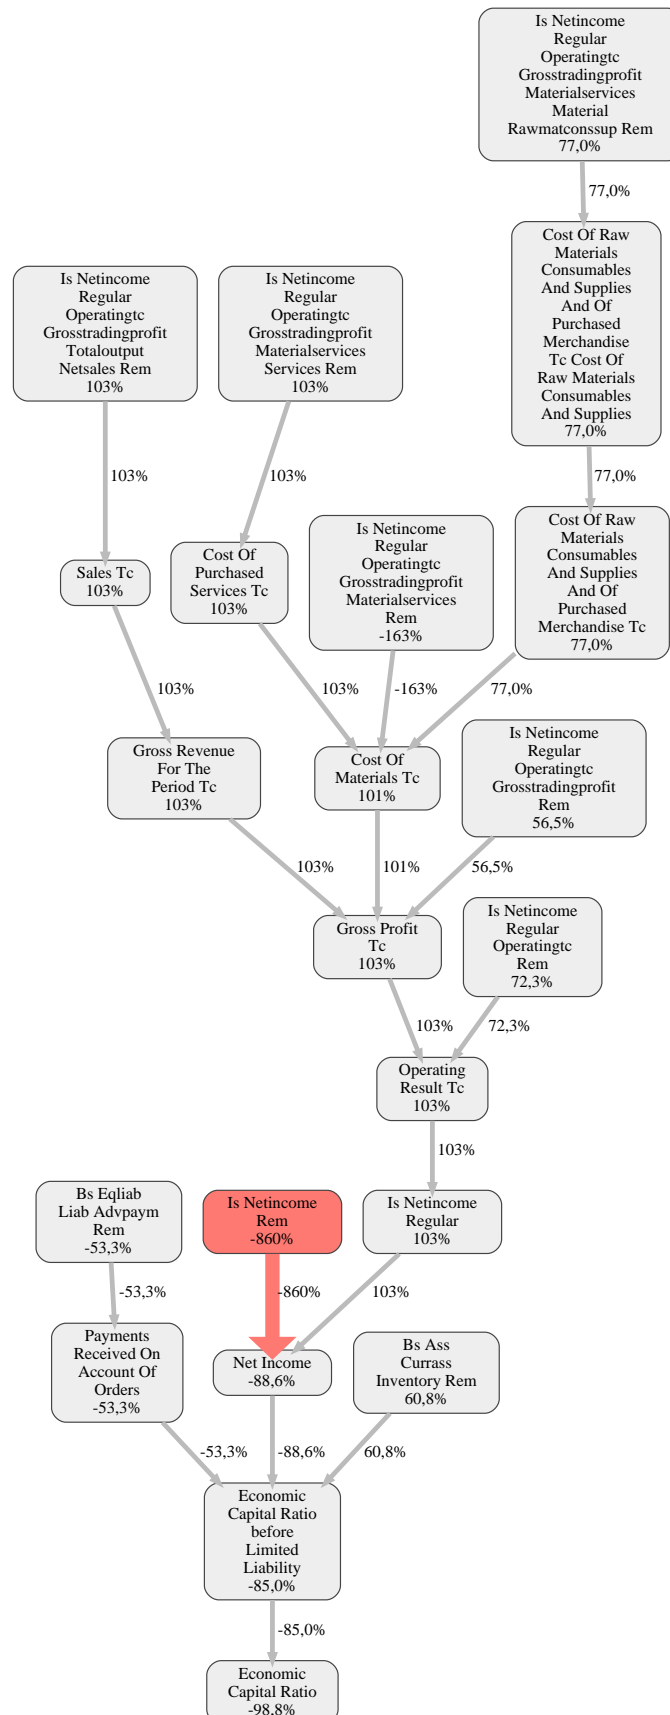 Is Netincome
Regular
Operatingtc
Grosstradingprofit
Materialservices
Material
Rawmatconssup Rem
77,0%
77,0%
Cost Of Raw
Materials
Consumables
And Supplies
And Of
Purchased
Merchandise
Tc Cost Of
Raw Materials
Consumables
And Supplies
77,0%
Is Netincome
Regular
Operatingtc
Grosstradingprofit
Totaloutput
Netsales Rem
103%
Is Netincome
Regular
Operatingtc
Grosstradingprofit
Materialservices
Services Rem
103%
103%
103%
77,0%
Sales Tc
103%
Cost Of
Purchased
Services Tc
103%
Is Netincome
Regular
Operatingtc
Grosstradingprofit
Materialservices
Rem
-163%
Cost Of Raw
Materials
Consumables
And Supplies
And Of
Purchased
Merchandise Tc
77,0%
103%
103%
-163%
77,0%
Gross Revenue
For The
Period Tc
103%
Cost Of
Materials Tc
101%
Is Netincome
Regular
Operatingtc
Grosstradingprofit
Rem
56,5%
103%
101%
56,5%
Gross Profit
Tc
103%
Is Netincome
Regular
Operatingtc
Rem
72,3%
103%
72,3%
Operating
Result Tc
103%
103%
Bs Eqliab
Liab Advpaym
Rem
-53,3%
Is Netincome
Rem
-860%
Is Netincome
Regular
103%
-53,3%
-860%
103%
Payments
Received On
Account Of
Orders
-53,3%
Net Income
-88,6%
Bs Ass
Currass
Inventory Rem
60,8%
-53,3%
-88,6%
60,8%
Economic
Capital Ratio
before
Limited
Liability
-85,0%
-85,0%
Economic
Capital Ratio
-98,8%